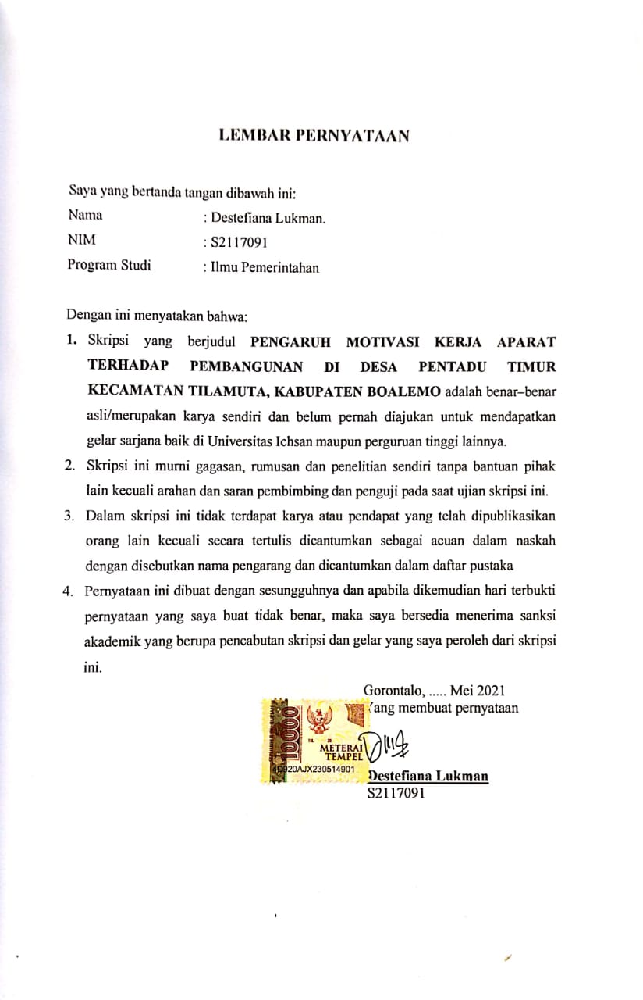 LEMBAR PERNYATAAN
Saya yang bertanda tangan dibawah ini:
Nama : Destefiana Lukman.
NIM : S2117091
Program Studi : Ilmu Pemerintahan
Dengan ini menyatakan bahwa:
1. Skripsi yang berjudul PENGARUH MOTIVASI KERJA APARAT
TERHADAP PEMBANGUNAN DI DESA PENTADU TIMUR
KECAMATAN TILAMUTA, KABUPATEN BOALEMO adalah benar–benar
asli/merupakan karya sendiri dan belum pernah diajukan untuk mendapatkan
gelar sarjana baik di Universitas Ichsan maupun perguruan tinggi lainnya.
2. Skripsi ini murni gagasan, rumusan dan penelitian sendiri tanpa bantuan pihak
lain kecuali arahan dan saran pembimbing dan penguji pada saat ujian skripsi ini.
3. Dalam skripsi ini tidak terdapat karya atau pendapat yang telah dipublikasikan
orang lain kecuali secara tertulis dicantumkan sebagai acuan dalam naskah
dengan disebutkan nama pengarang dan dicantumkan dalam daftar pustaka
4. Pernyataan ini dibuat dengan sesungguhnya dan apabila dikemudian hari terbukti
pernyataan yang saya buat tidak benar, maka saya bersedia menerima sanksi
akademik yang berupa pencabutan skripsi dan gelar yang saya peroleh dari skripsi
ini.
Gorontalo, ..... Mei 2021
Yang membuat pernyataan
10000
METERAI
TEMPEL
20AJX230514901
Destefiana Lukman
S2117091